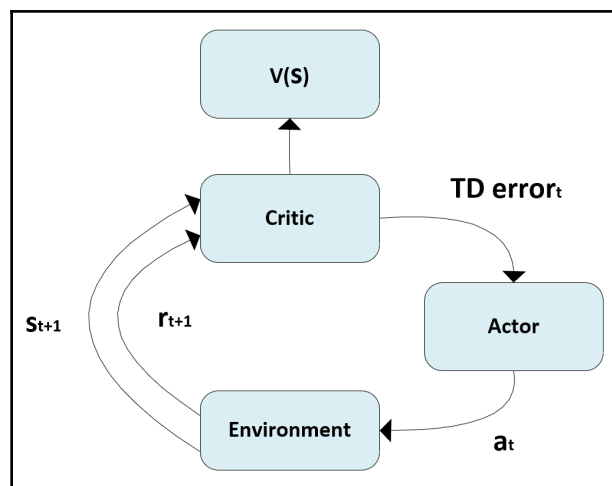 V(S)
Critic
TD errort
Actor
st+1
rt+1
Environment
at